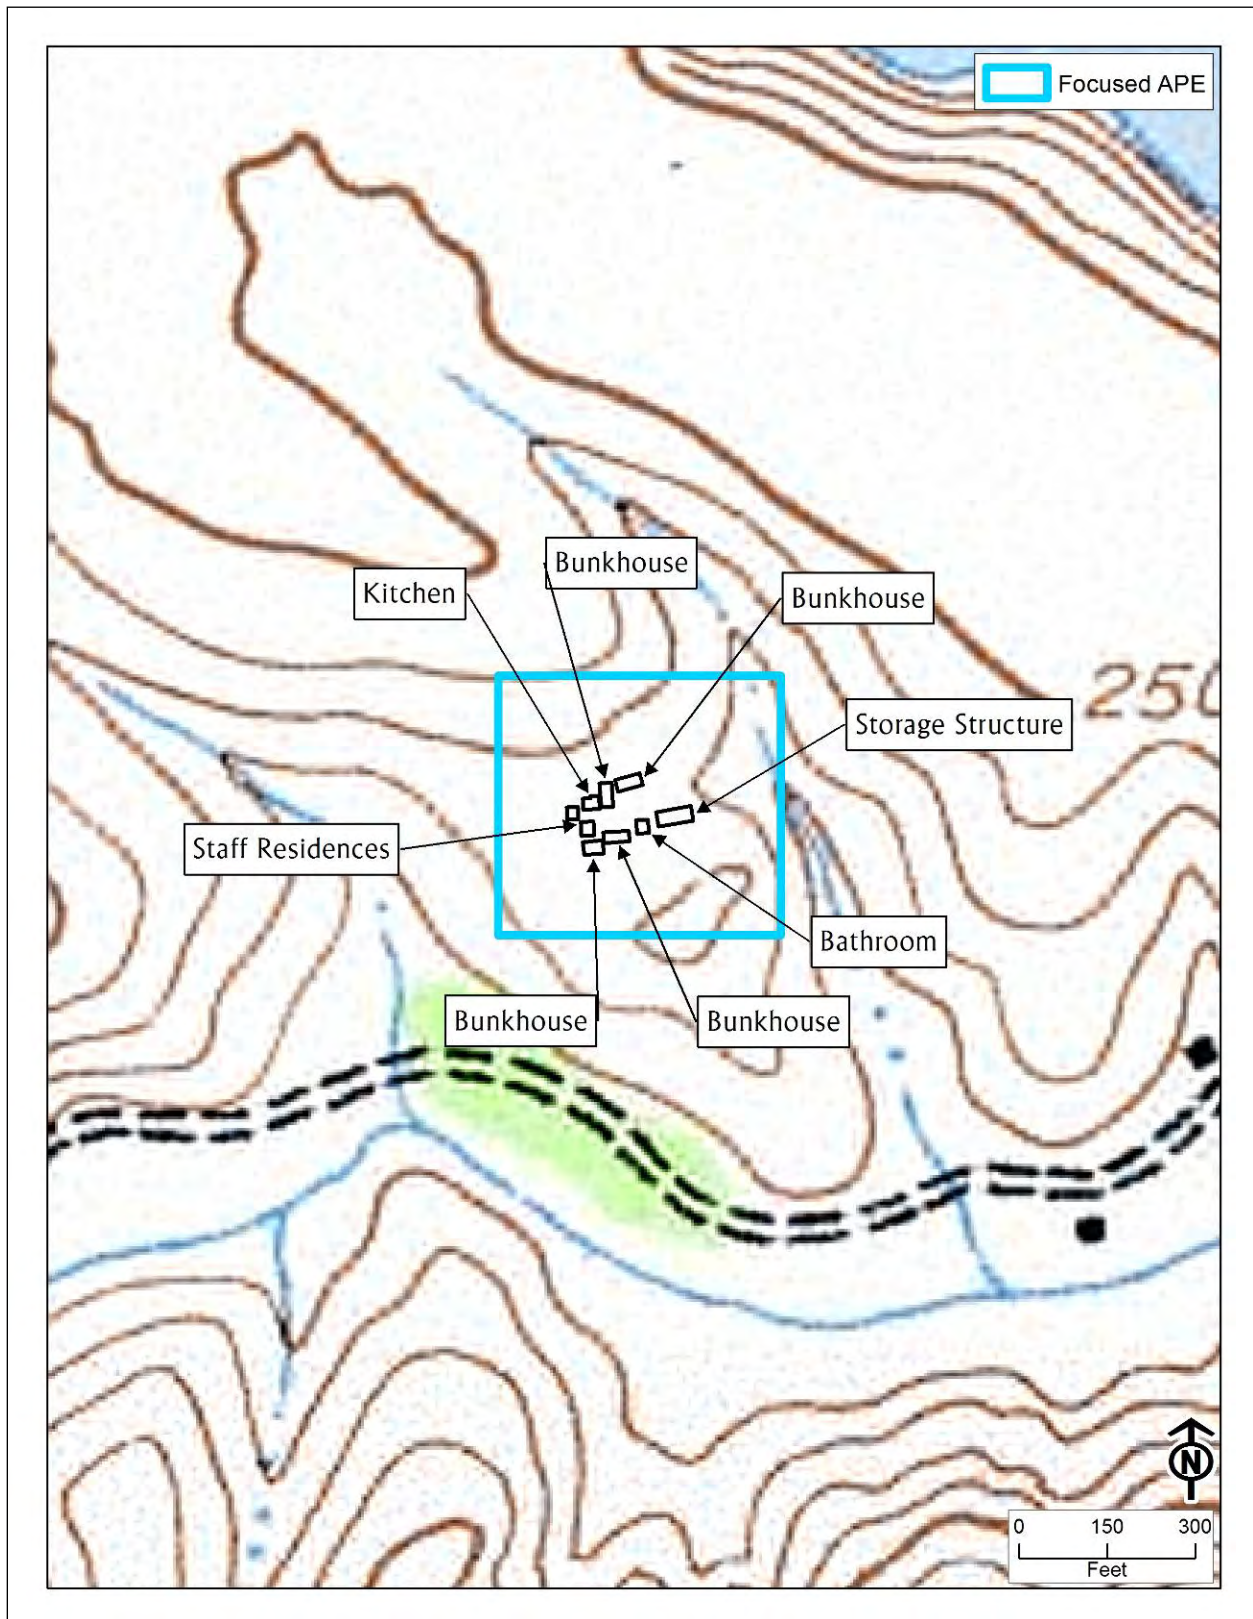 Focused APE
Bunkhouse
Kitchen
Bunkhouse
250
Storage Structure
Staff Residences
Bathroom
Bunkhouse
Bunkhouse
N
0 150 300
Feet